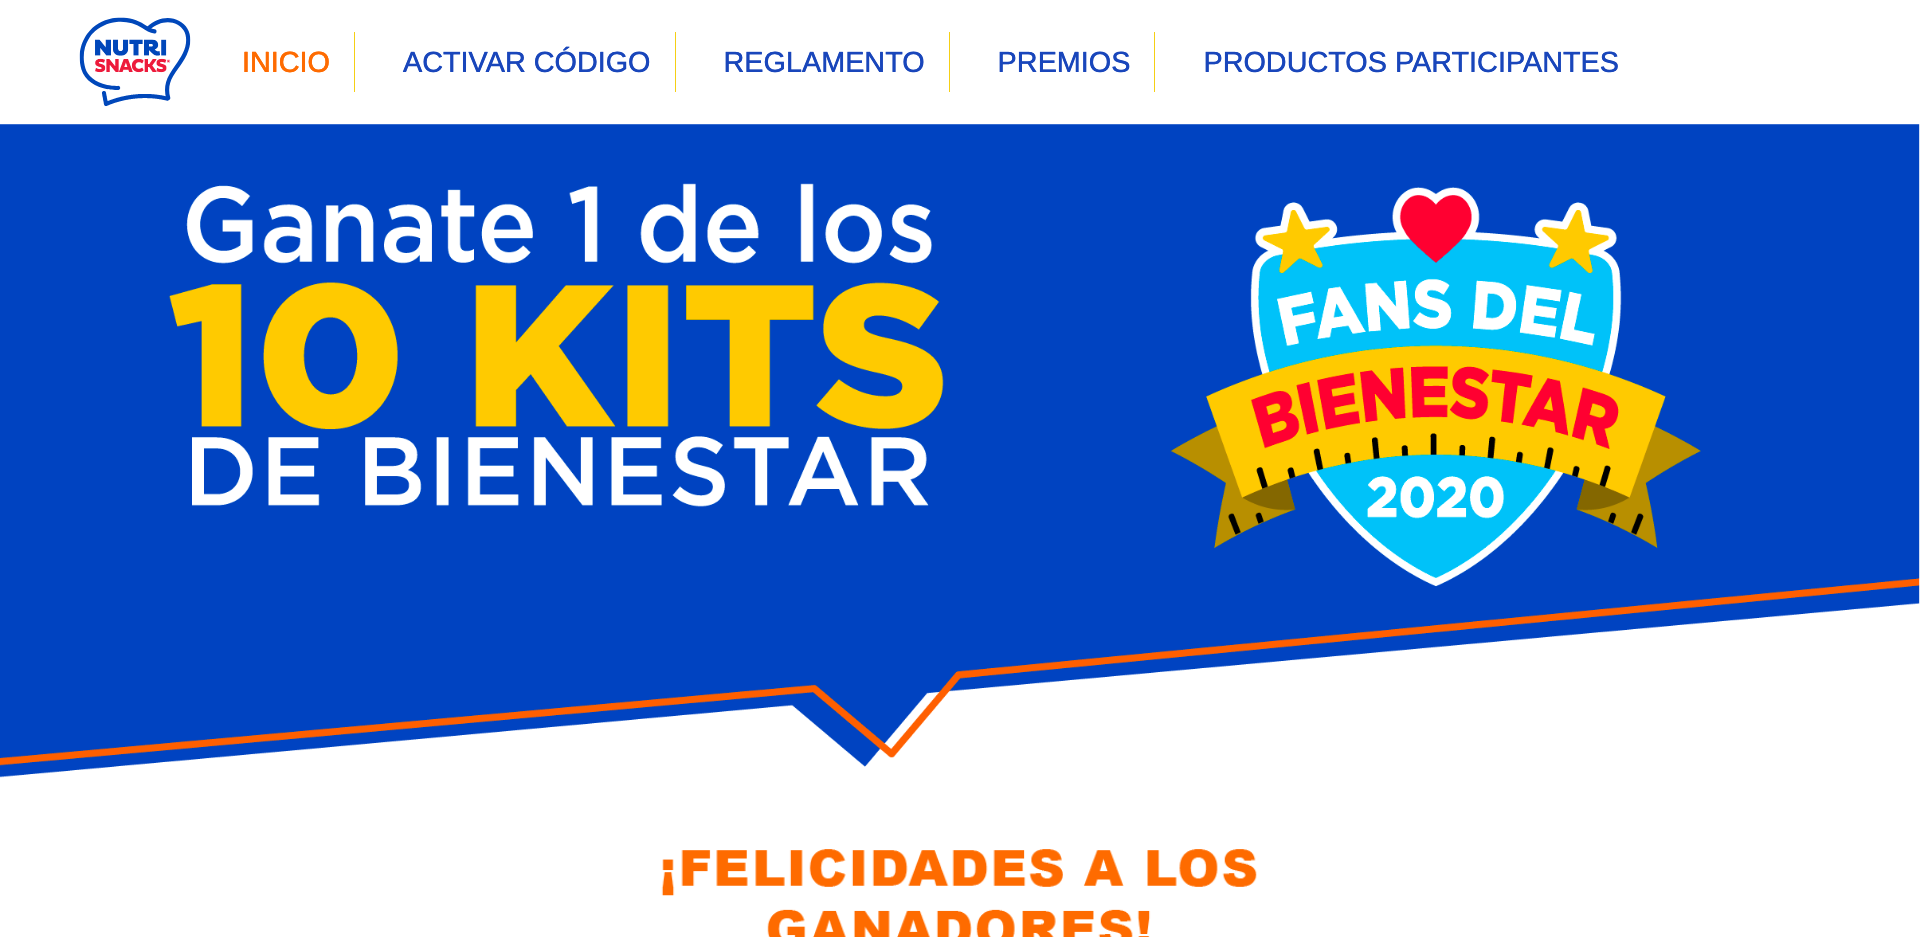 NUTRI
SNACKS
INICIO
ACTIVAR CÓDIGO
REGLAMENTO
PREMIOS
PRODUCTOS PARTICIPANTES
Ganate 1 de los
10 KITS
DE BIENESTAR
FANS DEL
BIENESTAR
2020
¡FELICIDADES A LOS
GANADORES!